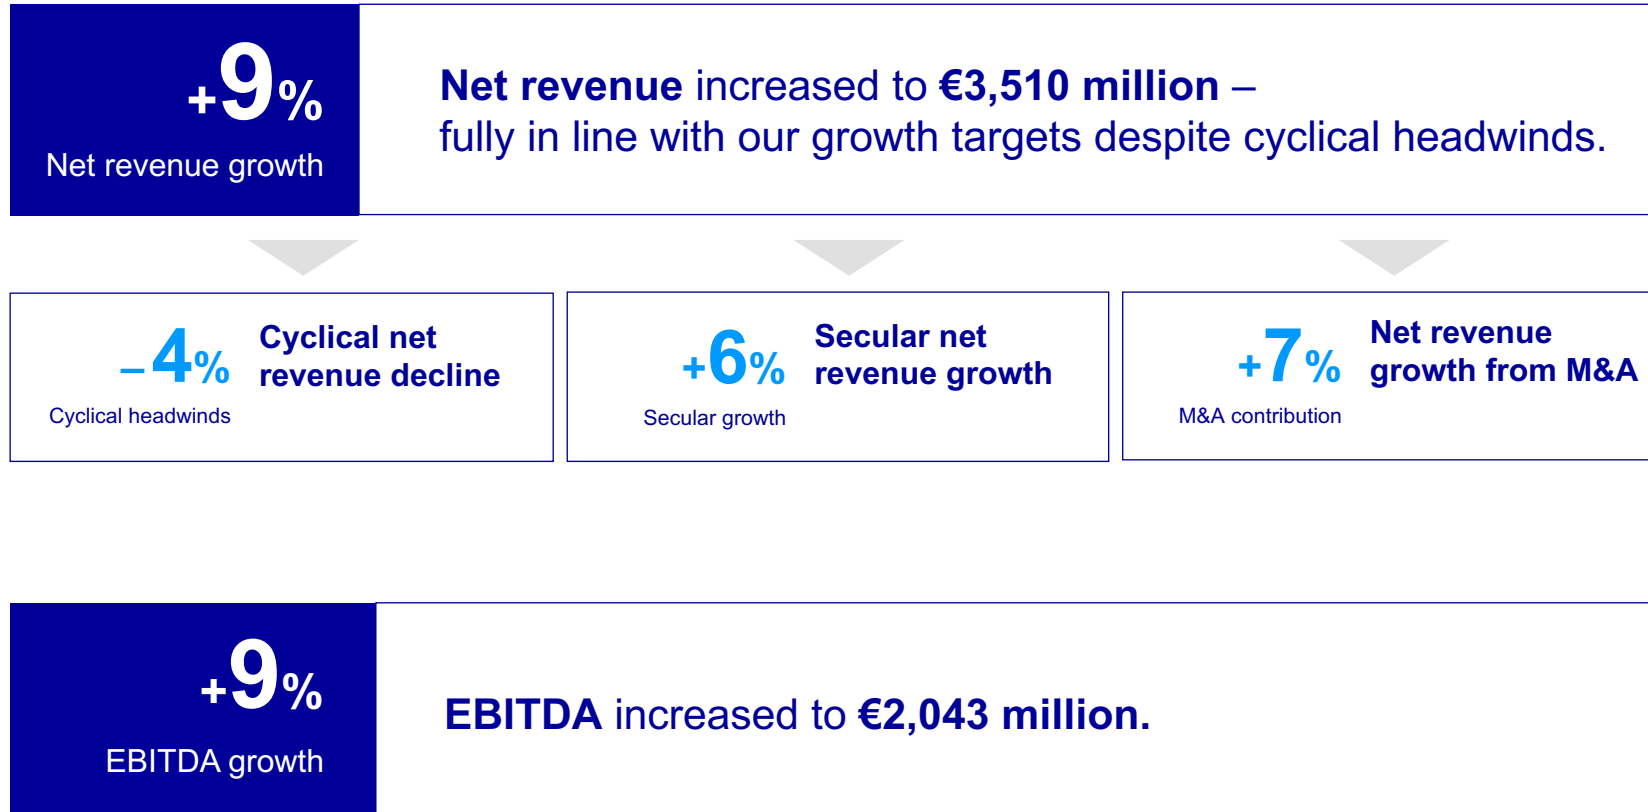 +9%
Net revenue growth
Net revenue increased to €3,510 million –
fully in line with our growth targets despite cyclical headwinds.
–4%
Cyclical headwinds
Cyclical net
revenue decline
+6%
Secular growth
Secular net
revenue growth
+7%
M&A contribution
Net revenue
growth from M&A
+9%
EBITDA growth
EBITDA increased to €2,043 million.